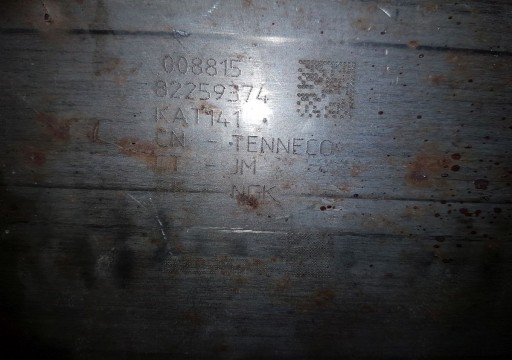 008815
82259374
KAT141
CN - TENNECO
- JM
- NGK